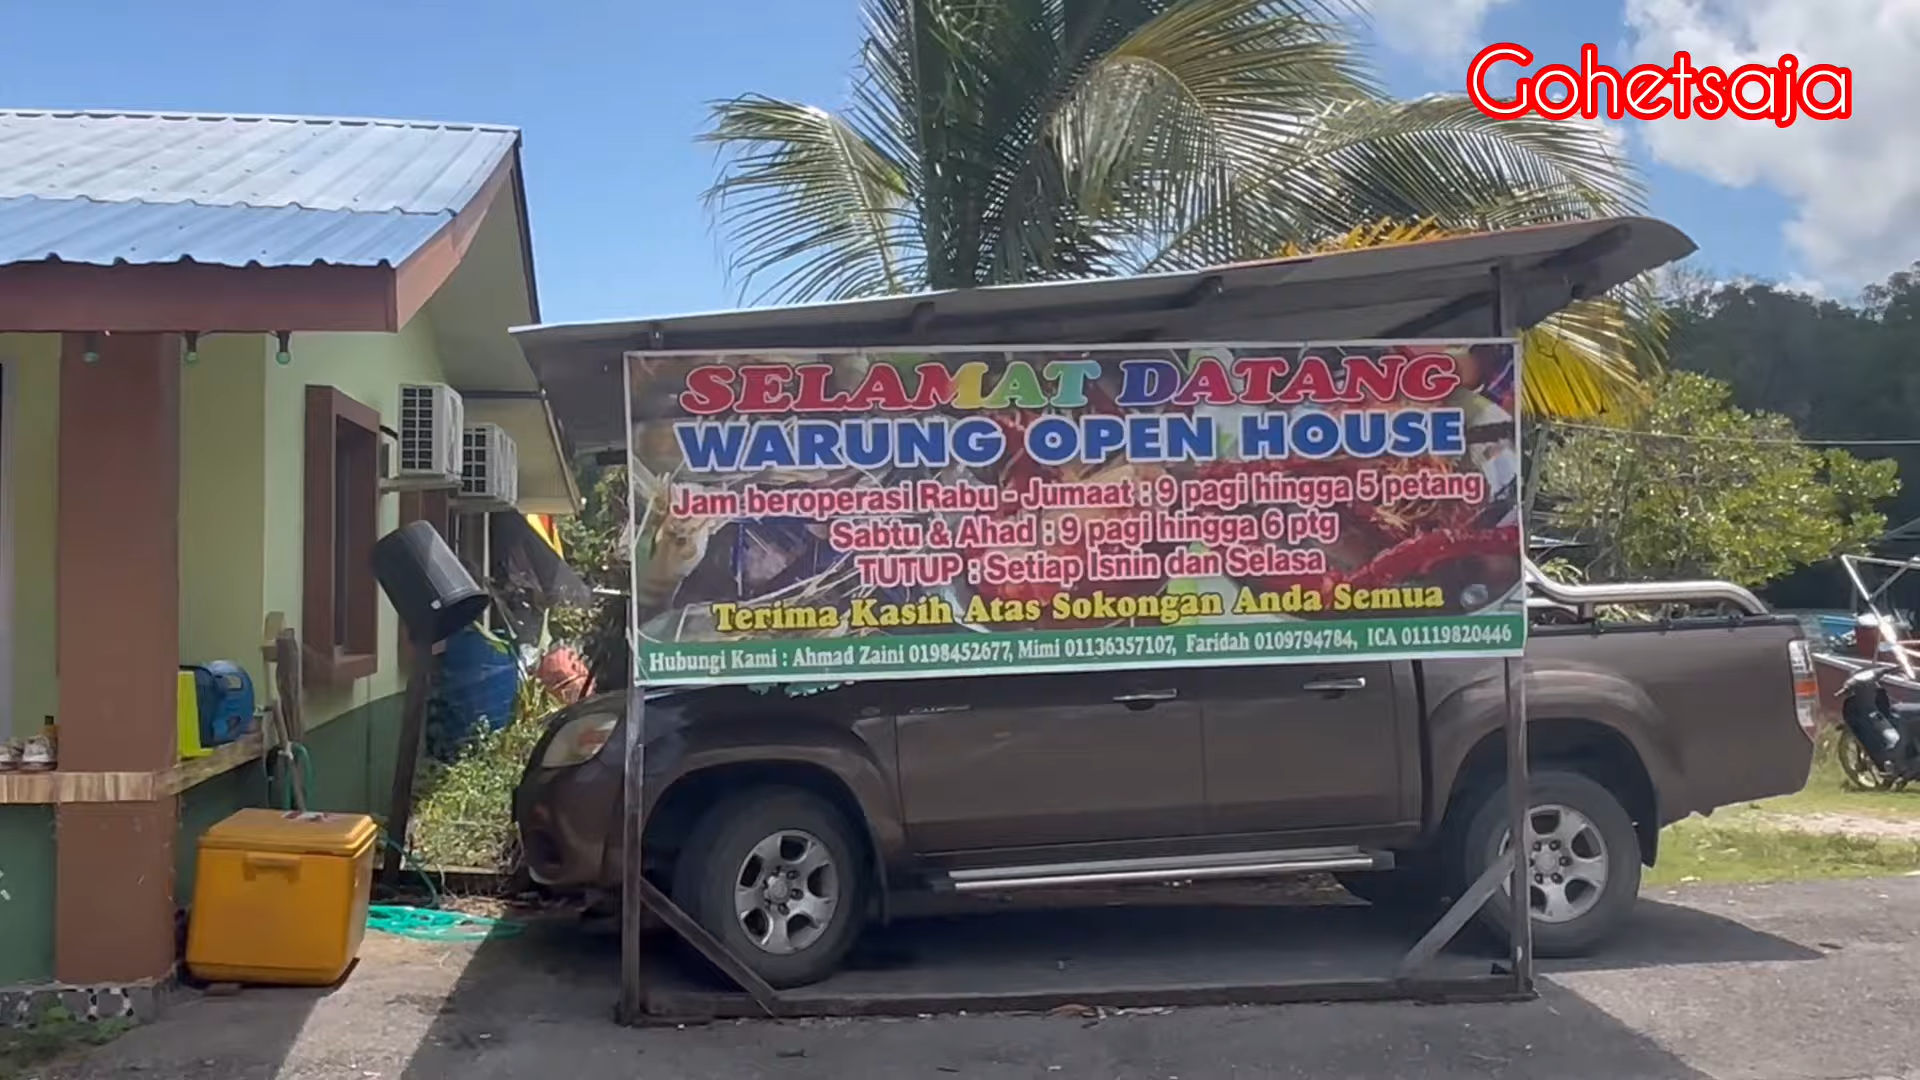 Gohetsaja
SELAMAT DATANG
WARUNG OPEN HOUSE
Jam beroperasi Rabu - Jumaat : 9 pagi hingga 5 petang
Sabtu & Ahad : 9 pagi hingga 6 ptg
TUTUP : Setiap Isnin dan Selasa
Terima Kasih Atas Sokongan Anda Semua
Hubungi Kami : Ahmad Zaini 0198452677, Mimi 01136357107, Faridah 0109794784, ICA 01119820446